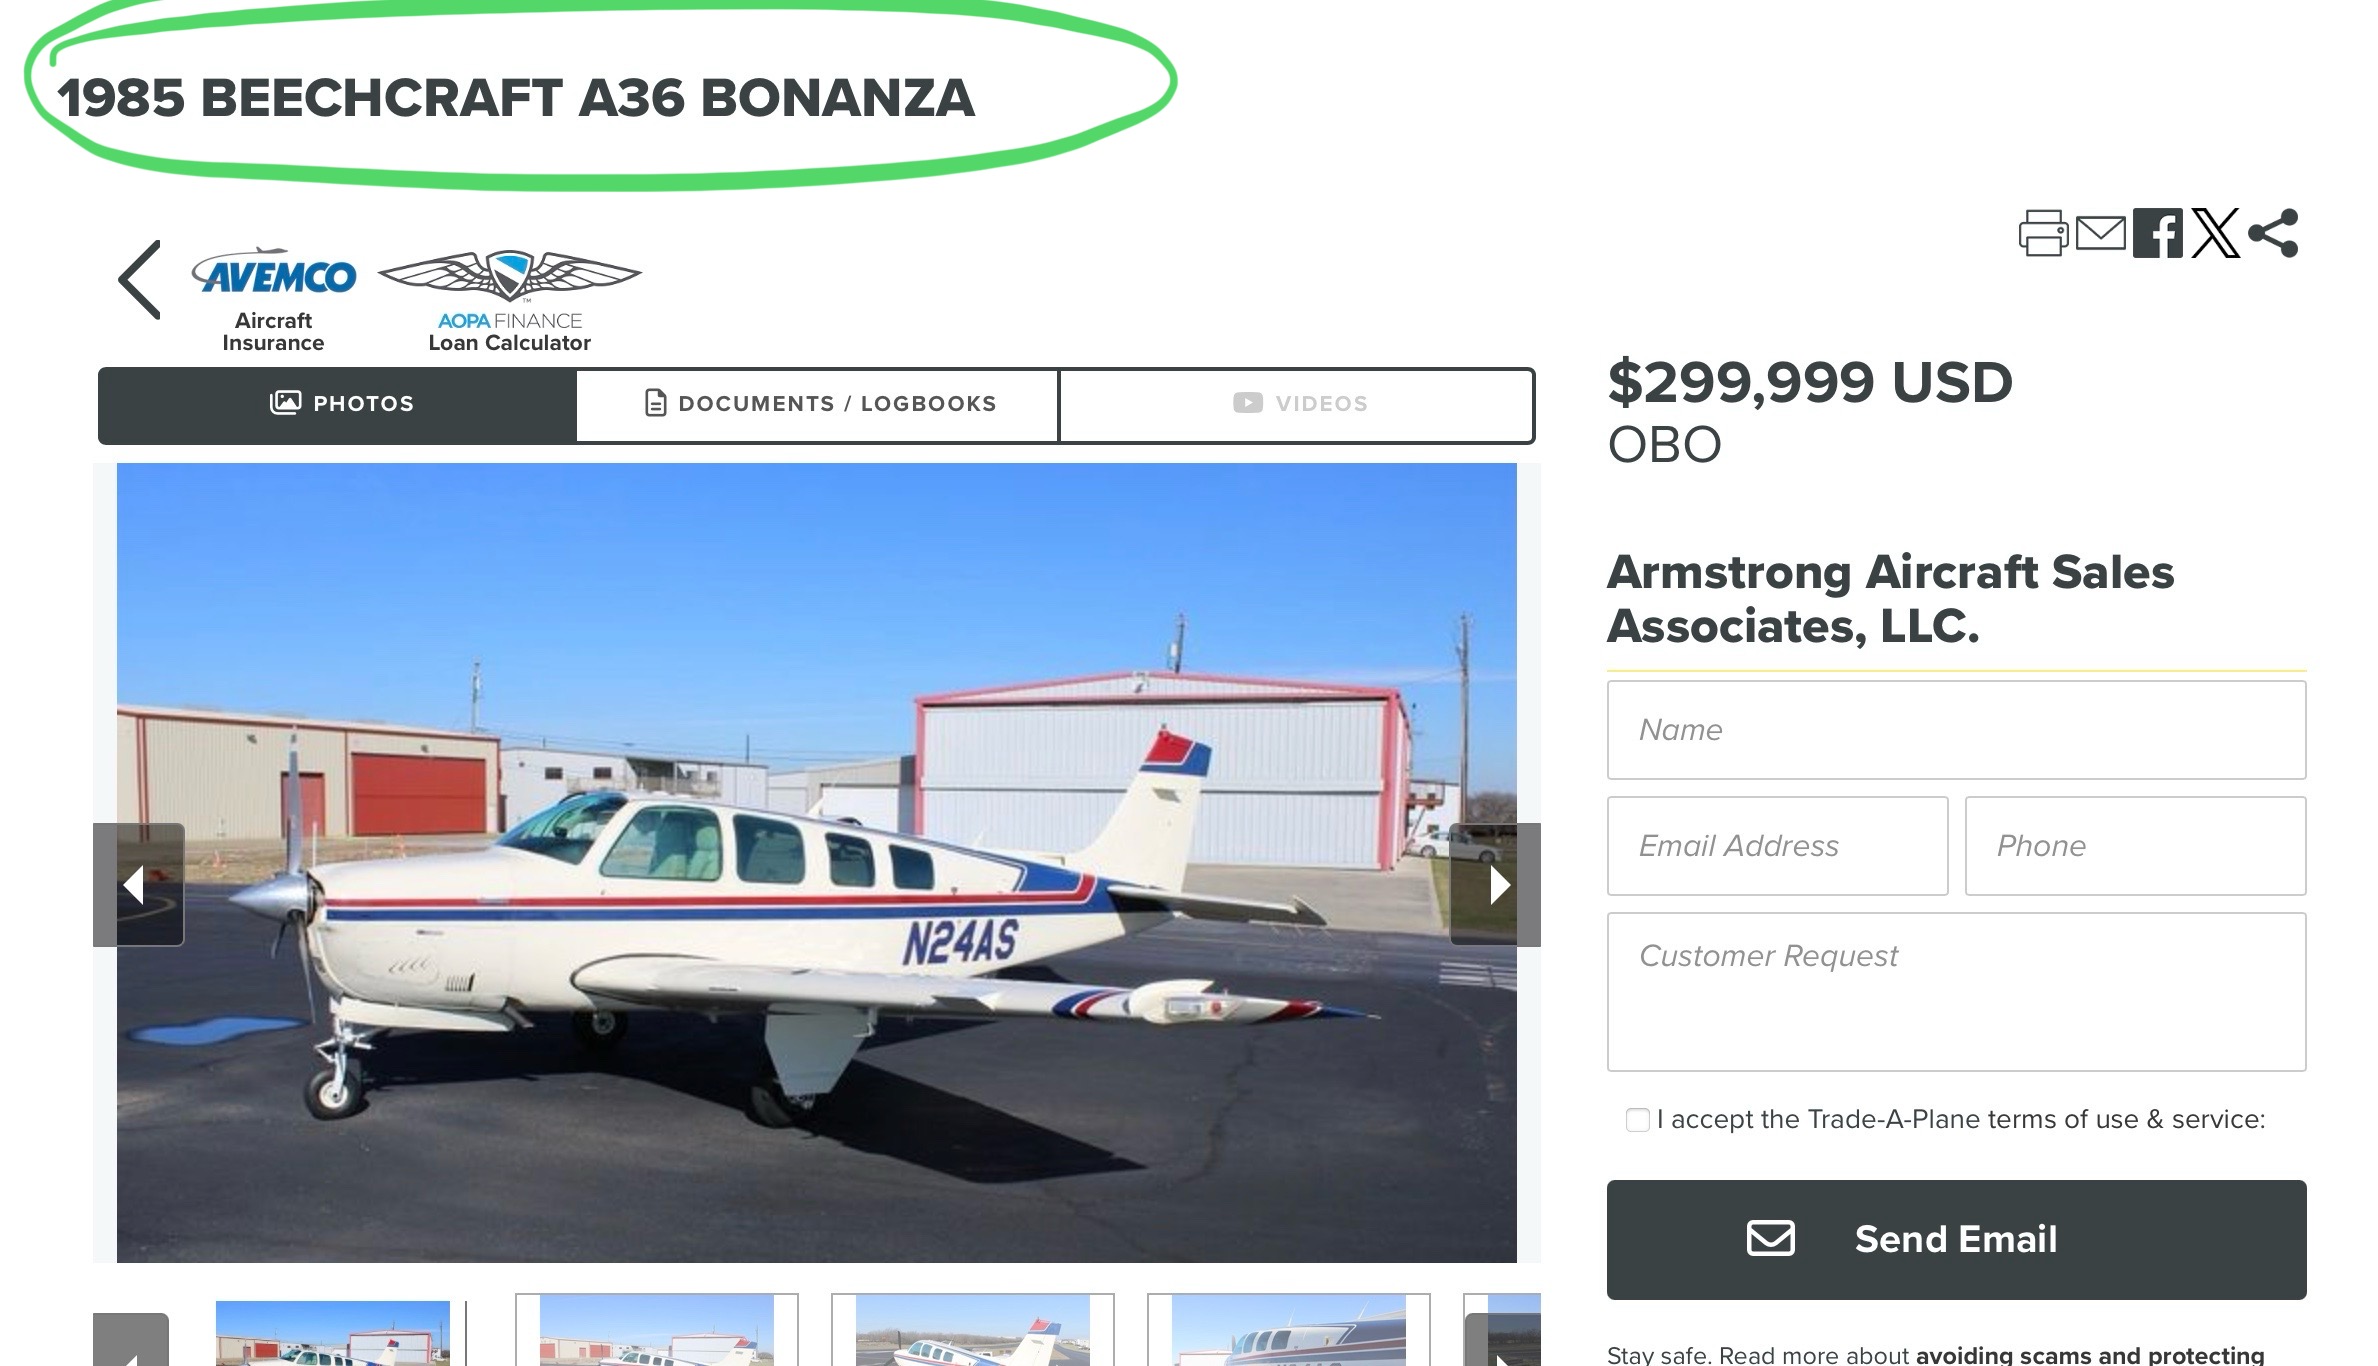 1985 BEECHCRAFT A36 BONANZA
AVEMCO
Aircraft
Insurance
TM
AOPA FINANCE
Loan Calculator
PHOTOS
DOCUMENTS / LOGBOOKS
VIDEOS
N24AS
$299,999 USD
OBO
Armstrong Aircraft Sales
Associates, LLC.
Name
Email Address
Phone
Customer Request
I accept the Trade-A-Plane terms of use & service:
Send Email
Stay safe. Read more about avoiding scams and protecting